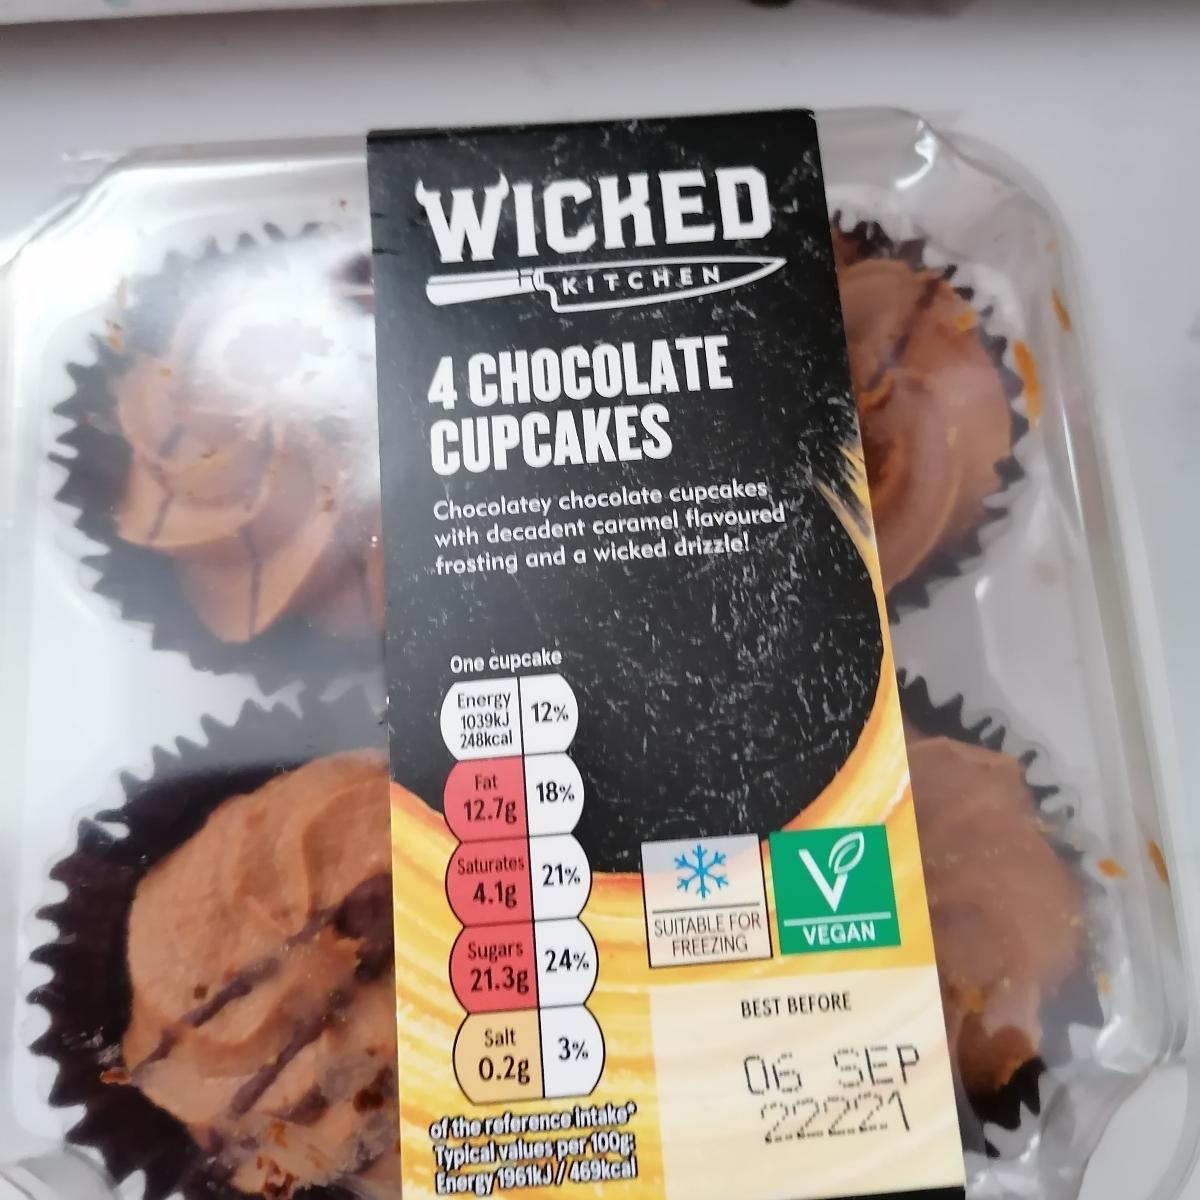 WICKED
KITCHEN
4 CHOCOLATE
CUPCAKES
Chocolatey chocolate cupcakes
with decadent caramel flavoured
frosting and a wicked drizzle!
One cupcake
Energy
1039kJ
248kcal
12%
Fat
12.7g
18%
Saturates
4.1g
21%
Sugars
21.3g
24%
Salt
0.2g
3%
of the reference intake*
Typical values per 100g:
Energy 1961kJ / 469kcal
SUITABLE FOR
FREEZING
V
VEGAN
BEST BEFORE
06 SEP
22221